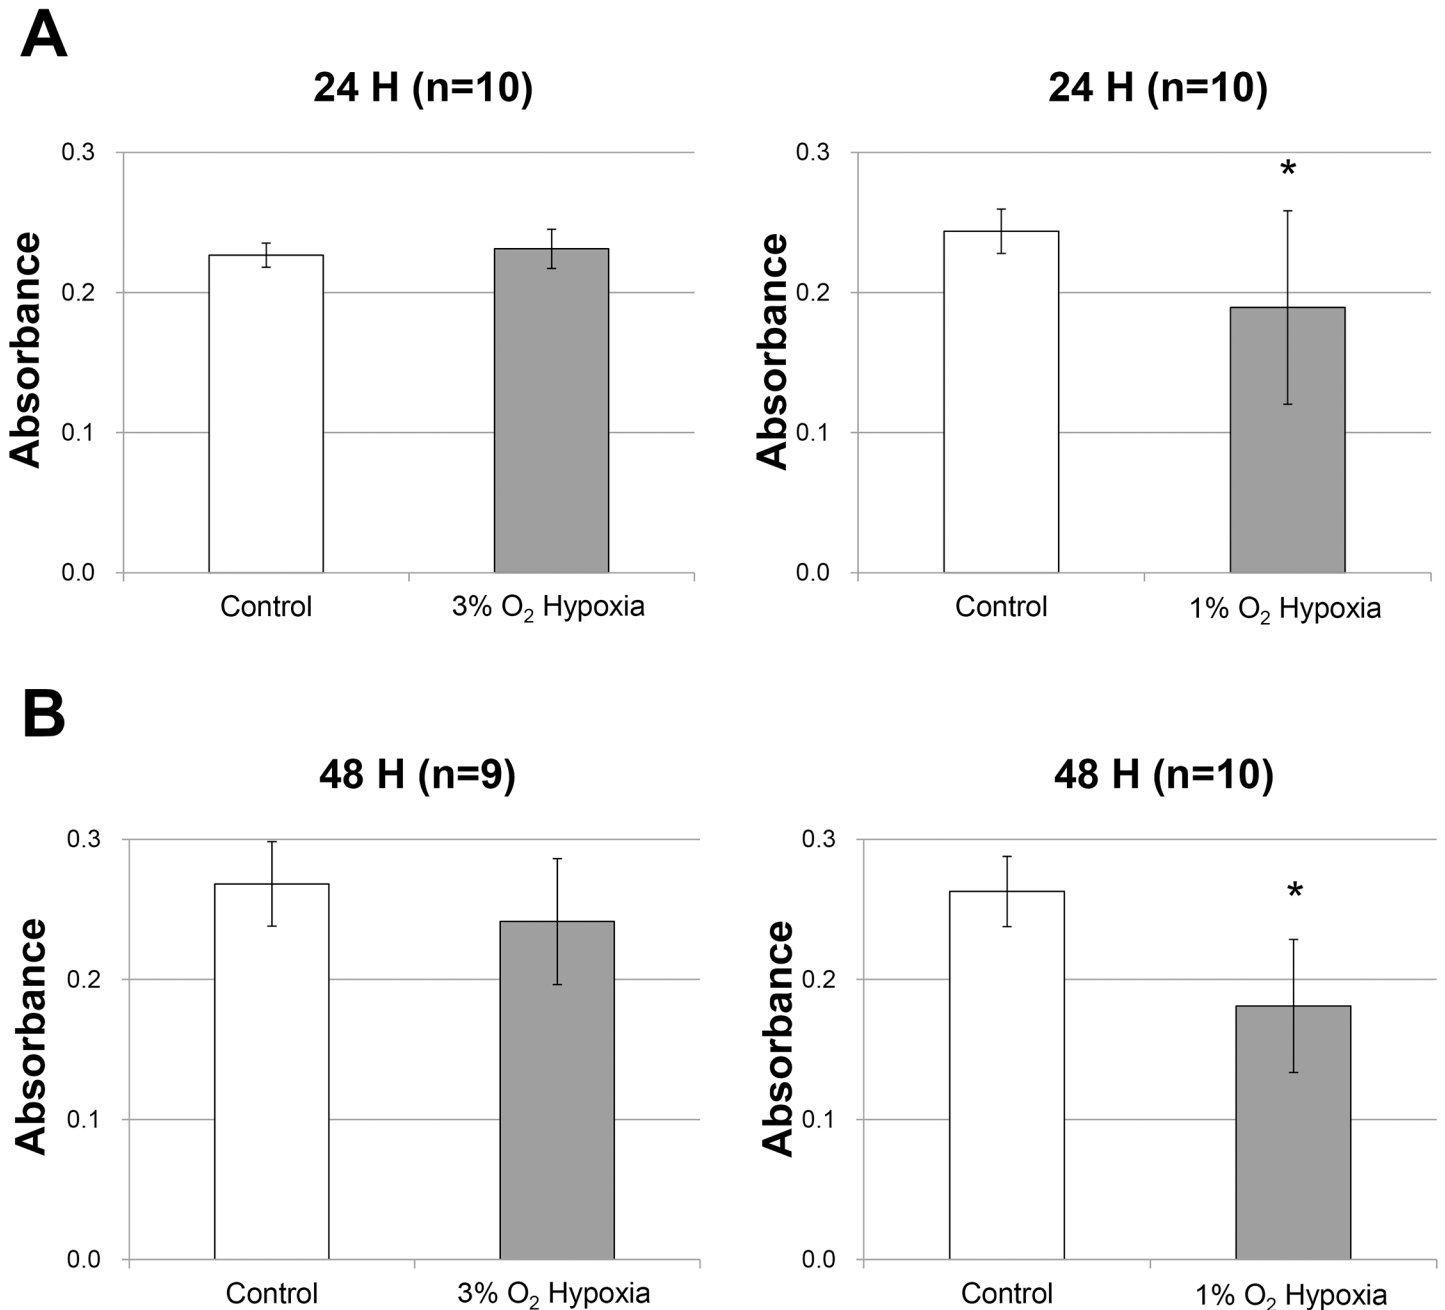 A
24 H (n=10)
0.3
0.2
0.1
0.0
Absorbance
Control
3% O₂ Hypoxia
24 H (n=10)
0.3
*
0.2
0.1
0.0
Absorbance
Control
1% O₂ Hypoxia
B
48 H (n=9)
0.3
0.2
0.1
0.0
Absorbance
Control
3% O₂ Hypoxia
48 H (n=10)
0.3
*
0.2
0.1
0.0
Absorbance
Control
1% O₂ Hypoxia